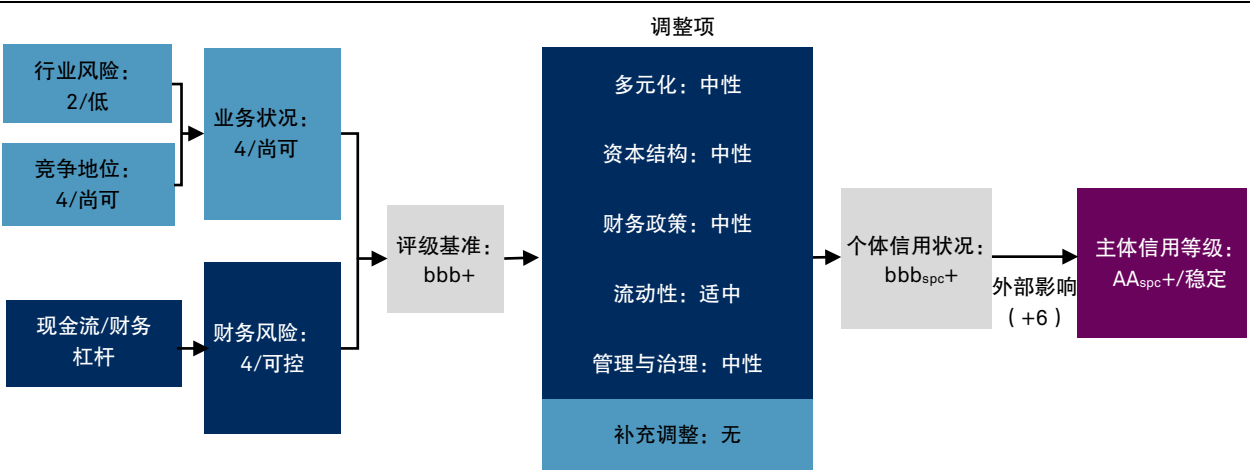 调整项
行业风险：
2/低
竞争地位：
4/尚可
业务状况：
4/尚可
现金流/财务
杠杆
财务风险：
4/可控
评级基准：
bbb+
多元化：中性
资本结构：中性
财务政策：中性
流动性：适中
管理与治理：中性
补充调整：无
个体信用状况：
bbbspc+
外部影响
（+6）
主体信用等级：
AAspc+/稳定